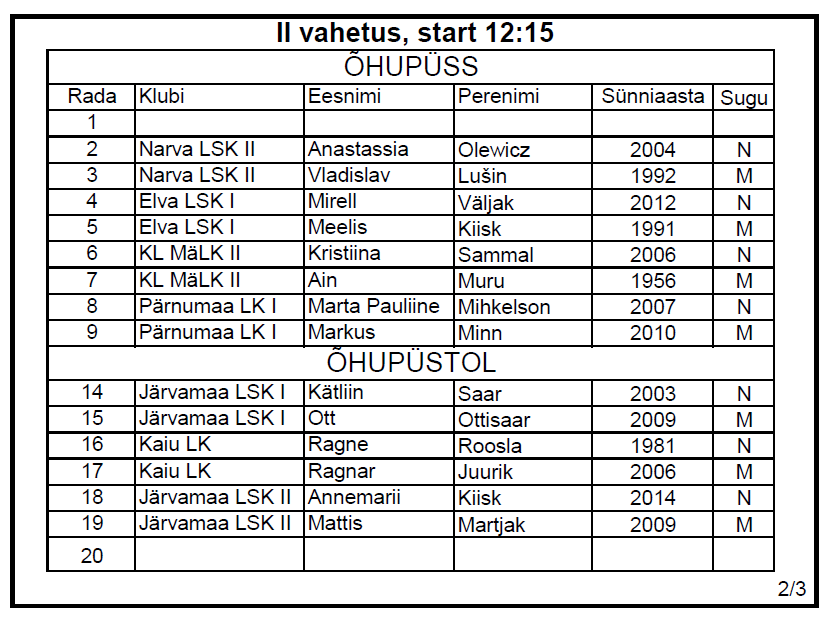 II vahetus, start 12:15
ÕHUPÜSS
Rada Klubi Eesnimi Perenimi Sünniaasta Sugu
1
2 Narva LSK II Anastassia Olewicz 2004 N
3 Narva LSK II Vladislav Lušin 1992 M
4 Elva LSK I Mirell Väljak 2012 N
5 Elva LSK I Meelis Kiisk 1991 M
6 KL MäLK II Kristiina Sammal 2006 N
7 KL MäLK II Ain Muru 1956 M
8 Pärnumaa LK I Marta Pauliine Mihkelson 2007 N
9 Pärnumaa LK I Markus Minn 2010 M
ÕHUPÜSTOL
14 Järvamaa LSK I Kätliin Saar 2003 N
15 Järvamaa LSK I Ott Ottisaar 2009 M
16 Kaiu LK Ragne Roosla 1981 N
17 Kaiu LK Ragnar Juurik 2006 M
18 Järvamaa LSK II Annemarii Kiisk 2014 N
19 Järvamaa LSK II Mattis Martjak 2009 M
20
2/3